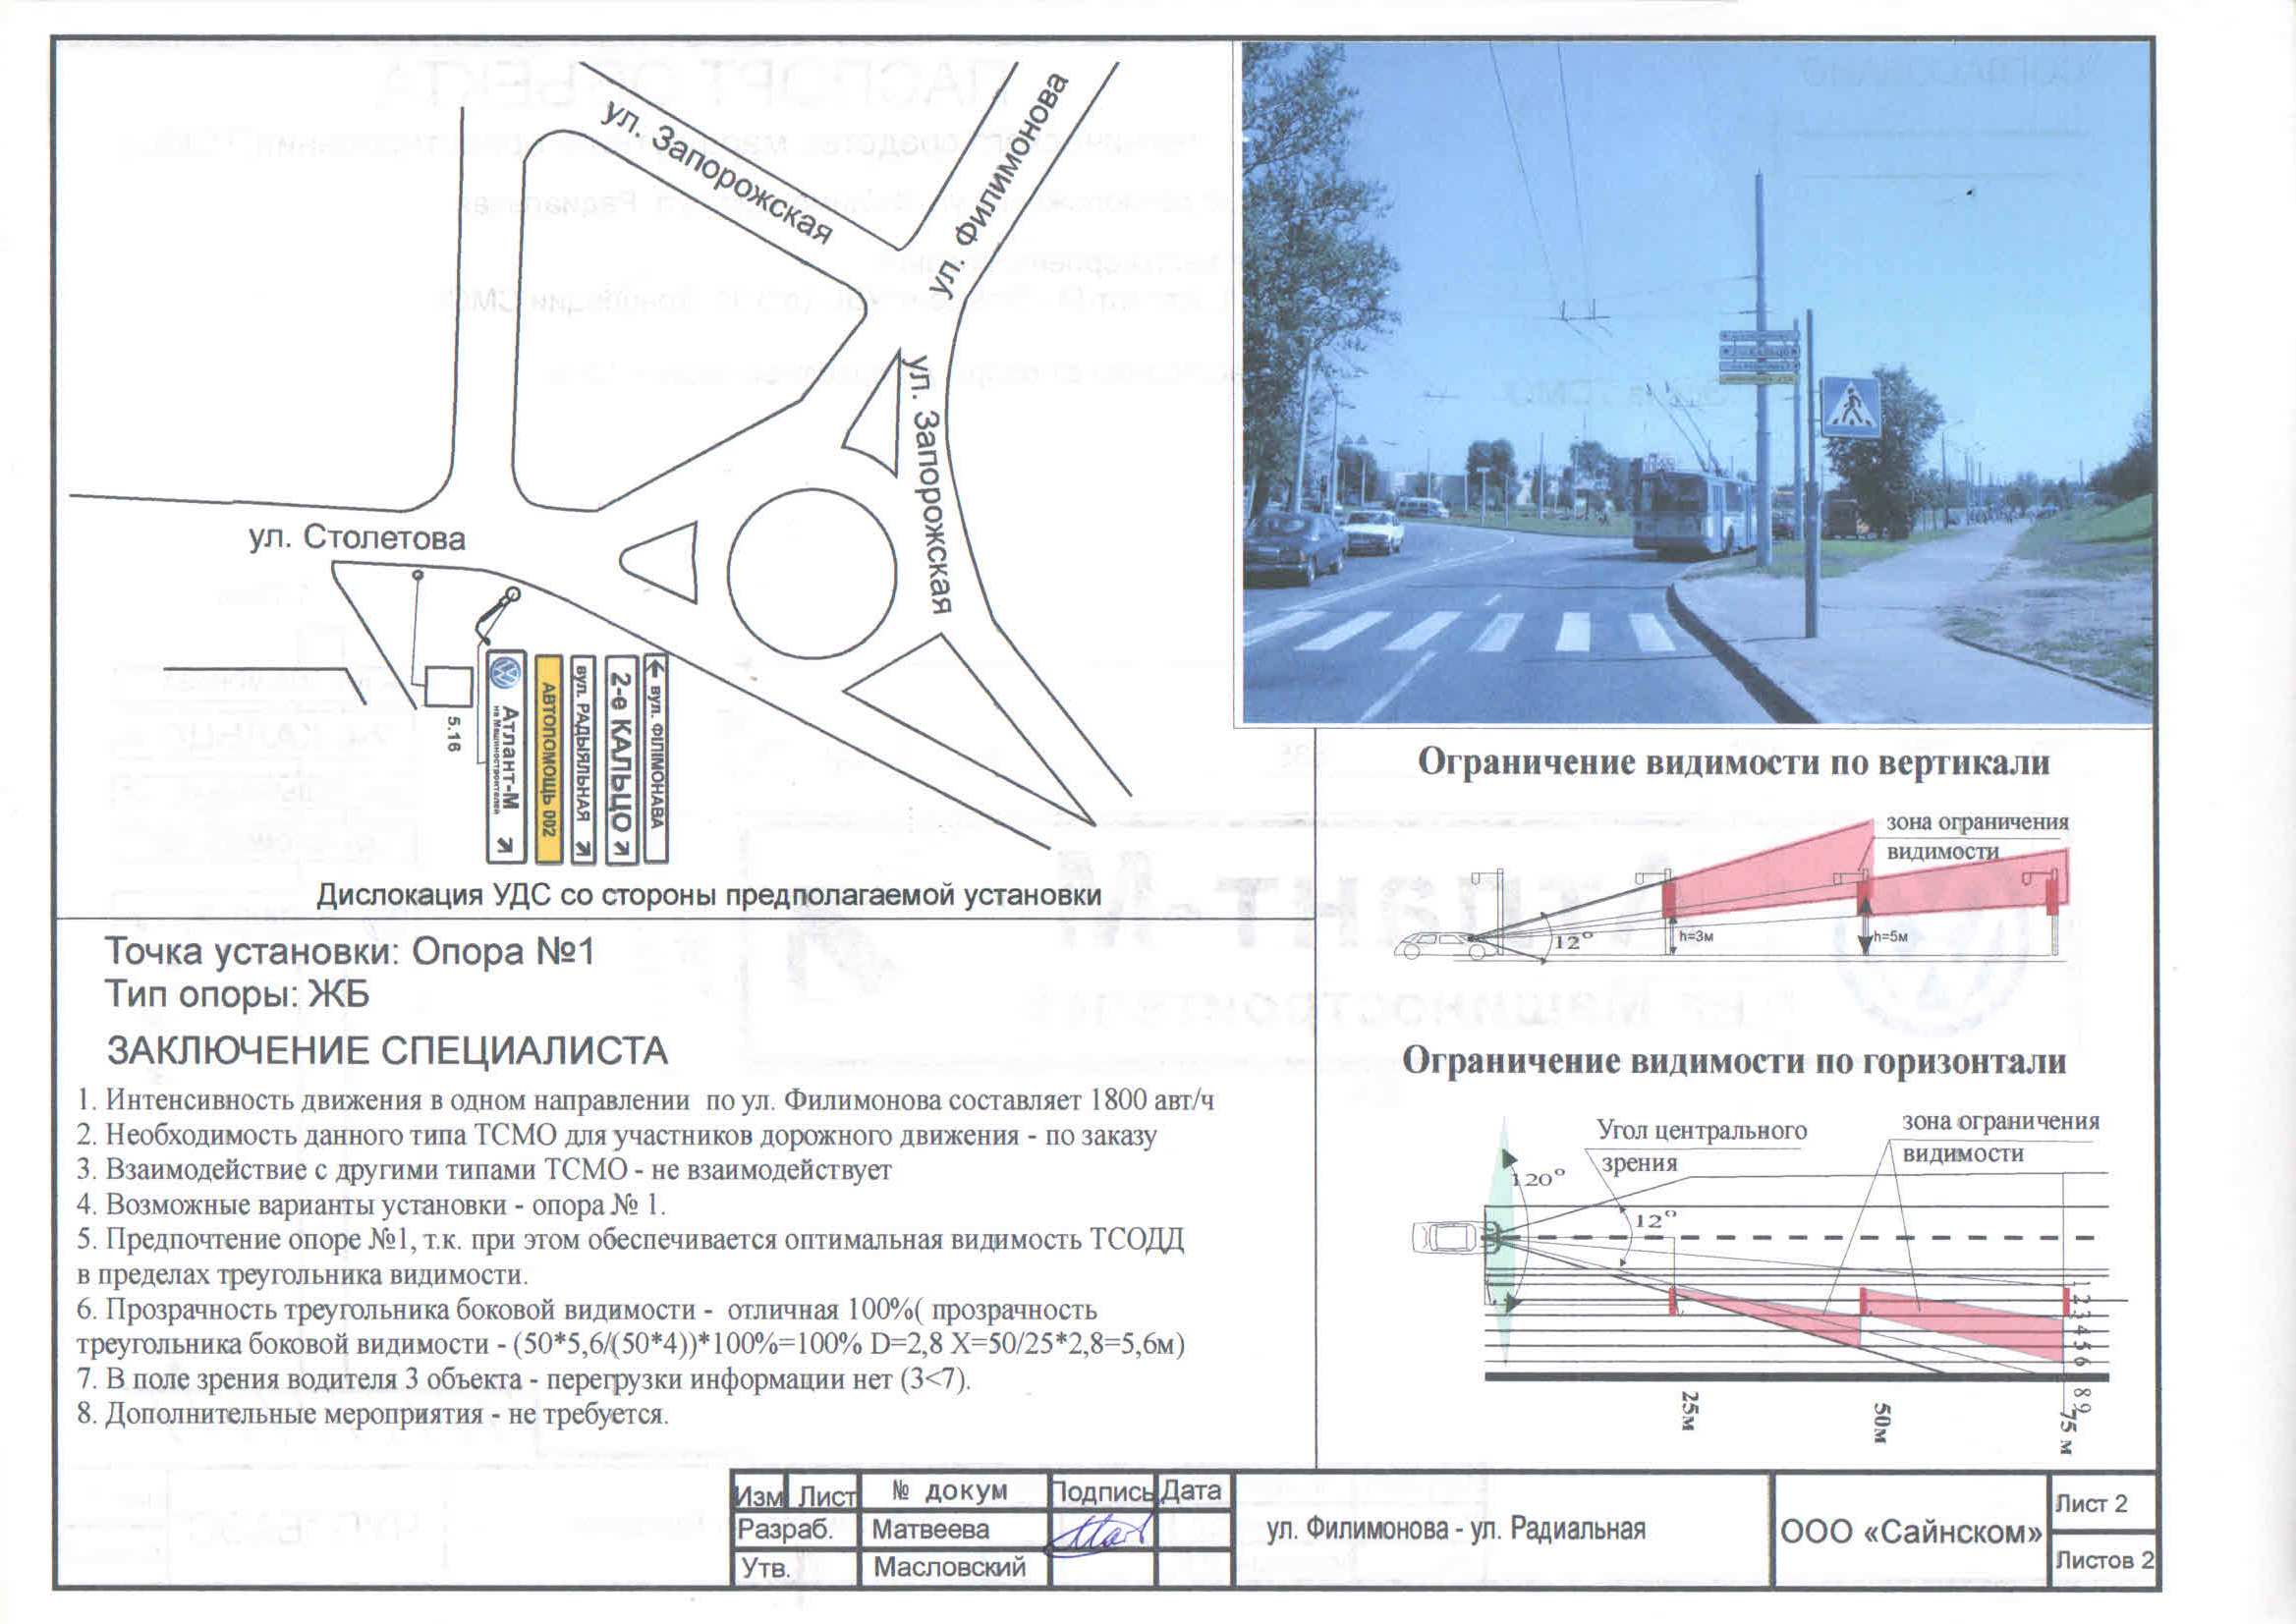 ул. Запорожская
ул. Филимонова
ул. Запорожская
ул. Столетова
5.16
Атлант-М
на Машиностроителей
АВТОПОМОЩЬ 002
вул. РАДЫЯЛЬНАЯ
2-е КАЛЬЦО
вул. ФІЛІМОНАВА
Дислокация УДС со стороны предполагаемой установки
Точка установки: Опора №1
Тип опоры: ЖБ
ЗАКЛЮЧЕНИЕ СПЕЦИАЛИСТА
1. Интенсивность движения в одном направлении по ул. Филимонова составляет 1800 авт/ч
2. Необходимость данного типа ТСМО для участников дорожного движения - по заказу
3. Взаимодействие с другими типами ТСМО - не взаимодействует
4. Возможные варианты установки - опора № 1.
5. Предпочтение опоре №1, т.к. при этом обеспечивается оптимальная видимость ТСОДД
в пределах треугольника видимости.
6. Прозрачность треугольника боковой видимости - отличная 100%( прозрачность
треугольника боковой видимости - (50*5,6/(50*4))*100%=100% D=2,8 X=50/25*2,8=5,6м)
7. В поле зрения водителя 3 объекта - перегрузки информации нет (3<7).
8. Дополнительные мероприятия - не требуется.
Ограничение видимости по вертикали
зона ограничения
видимости
12°
h=3м
h=5м
Ограничение видимости по горизонтали
Угол центрального
зрения
зона ограничения
видимости
120°
12°
1 2 3 4 5 6 8 9
25м
50м
75 м
Изм Лист № докум Подпись Дата
Разраб. Матвеева
Утв. Масловский
ул. Филимонова - ул. Радиальная
ООО «Сайнском»
Лист 2
Листов 2